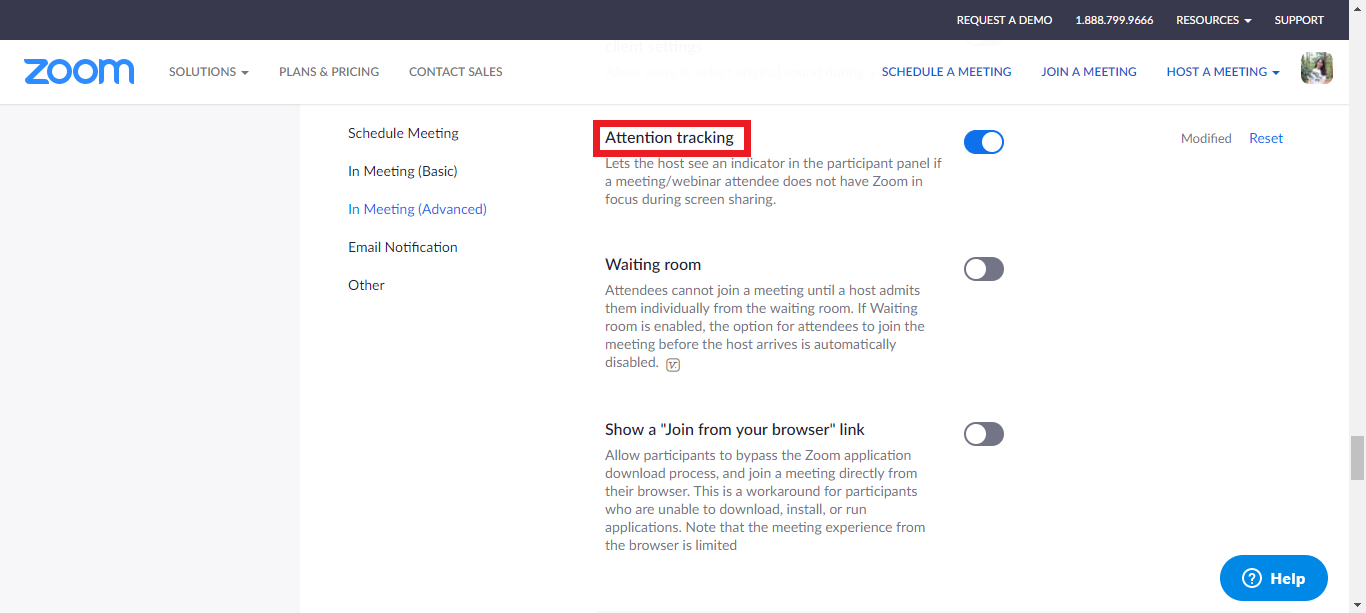 REQUEST A DEMO 1.888.799.9666 RESOURCES SUPPORT
client settings
zoom SOLUTIONS PLANS & PRICING CONTACT SALES SCHEDULE A MEETING JOIN A MEETING HOST A MEETING
Schedule Meeting
In Meeting (Basic)
In Meeting (Advanced)
Email Notification
Other
Attention tracking
Modified Reset
Lets the host see an indicator in the participant panel if
a meeting/webinar attendee does not have Zoom in
focus during screen sharing.
Waiting room
Attendees cannot join a meeting until a host admits
them individually from the waiting room. If Waiting
room is enabled, the option for attendees to join the
meeting before the host arrives is automatically
disabled.
Show a "Join from your browser" link
Allow participants to bypass the Zoom application
download process, and join a meeting directly from
their browser. This is a workaround for participants
who are unable to download, install, or run
applications. Note that the meeting experience from
the browser is limited
Help